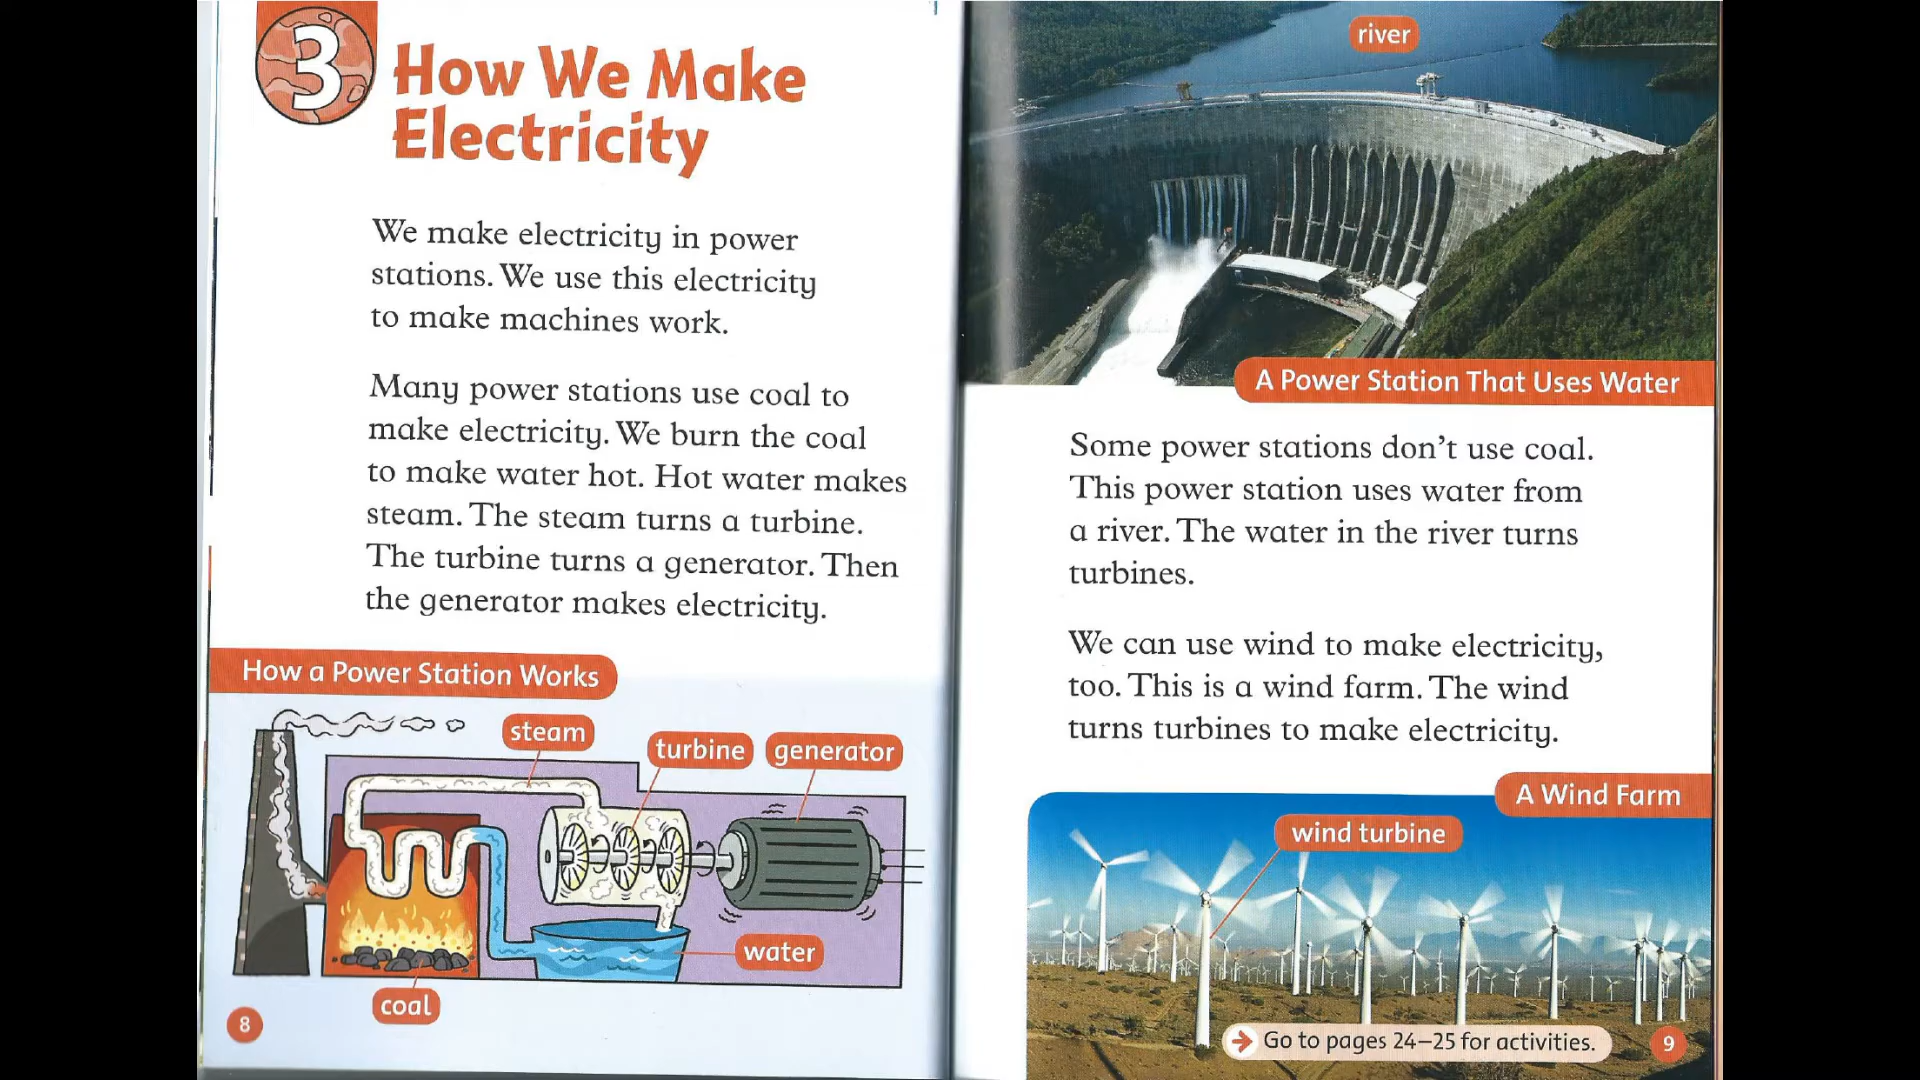 3
How We Make
Electricity
We make electricity in power
stations. We use this electricity
to make machines work.
Many power stations use coal to
make electricity. We burn the coal
to make water hot. Hot water makes
steam. The steam turns a turbine.
The turbine turns a generator. Then
the generator makes electricity.
How a Power Station Works
steam
turbine
generator
water
coal
8
river
A Power Station That Uses Water
Some power stations don't use coal.
This power station uses water from
a river. The water in the river turns
turbines.
We can use wind to make electricity,
too. This is a wind farm. The wind
turns turbines to make electricity.
A Wind Farm
wind turbine
Go to pages 24–25 for activities.
9